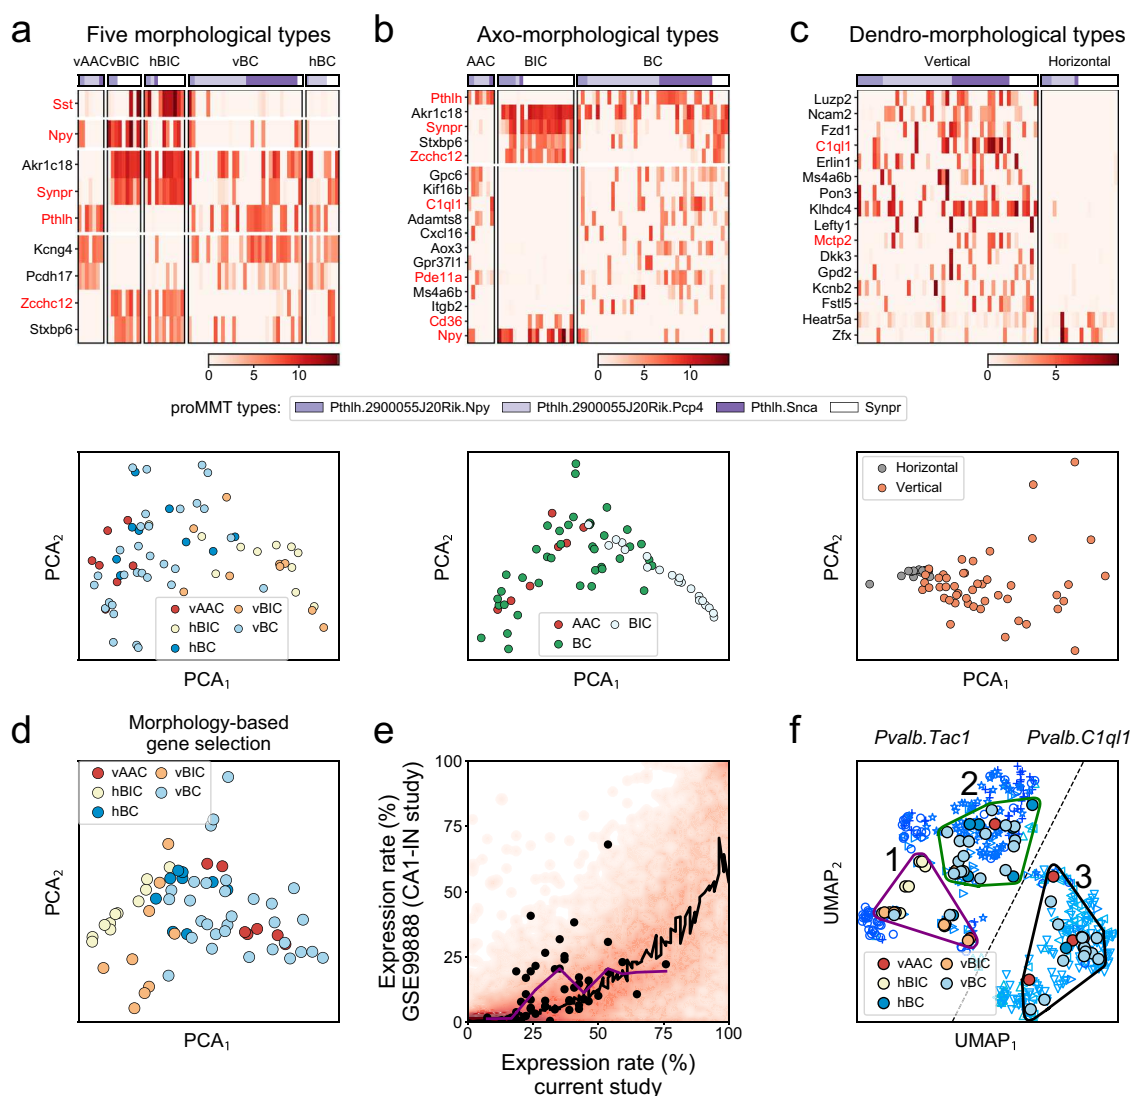 a Five morphological types
vAAC vBIC hBIC vBC hBC
Sst
Npy
Akr1c18
Synpr
Pthlh
Kcng4
Pcdh17
Zcchc12
Stxbp6
0 5 10
b Axo-morphological types
AAC BIC BC
Pthlh
Akr1c18
Synpr
Stxbp6
Zcchc12
Gpc6
Kif16b
C1ql1
Adamts8
Cxcl16
Aox3
Gpr37l1
Pde11a
Ms4a6b
Itgb2
Cd36
Npy
0 5 10
c Dendro-morphological types
Vertical Horizontal
Luzp2
Ncam2
Fzd1
C1ql1
Erlin1
Ms4a6b
Pon3
Klhdc4
Lefty1
Mctp2
Dkk3
Gpd2
Kcnb2
Fstl5
Heatr5a
Zfx
0 5
proMMT types: Pthlh.2900055J20Rik.Npy Pthlh.2900055J20Rik.Pcp4 Pthlh.Snca Synpr
PCA2
vAAC vBIC
hBIC vBC
hBC
PCA1
PCA2
AAC BIC
BC
PCA1
PCA2
Horizontal
Vertical
PCA1
d Morphology-based
gene selection
vAAC vBIC
hBIC vBC
hBC
PCA2
PCA1
e
Expression rate (%)
GSE99888 (CA1-IN study)
100
75
50
25
0
0 25 50 75 100
Expression rate (%)
current study
f Pvalb.Tac1 Pvalb.C1ql1
2
1
3
vAAC vBIC
hBIC vBC
hBC
UMAP2
UMAP1